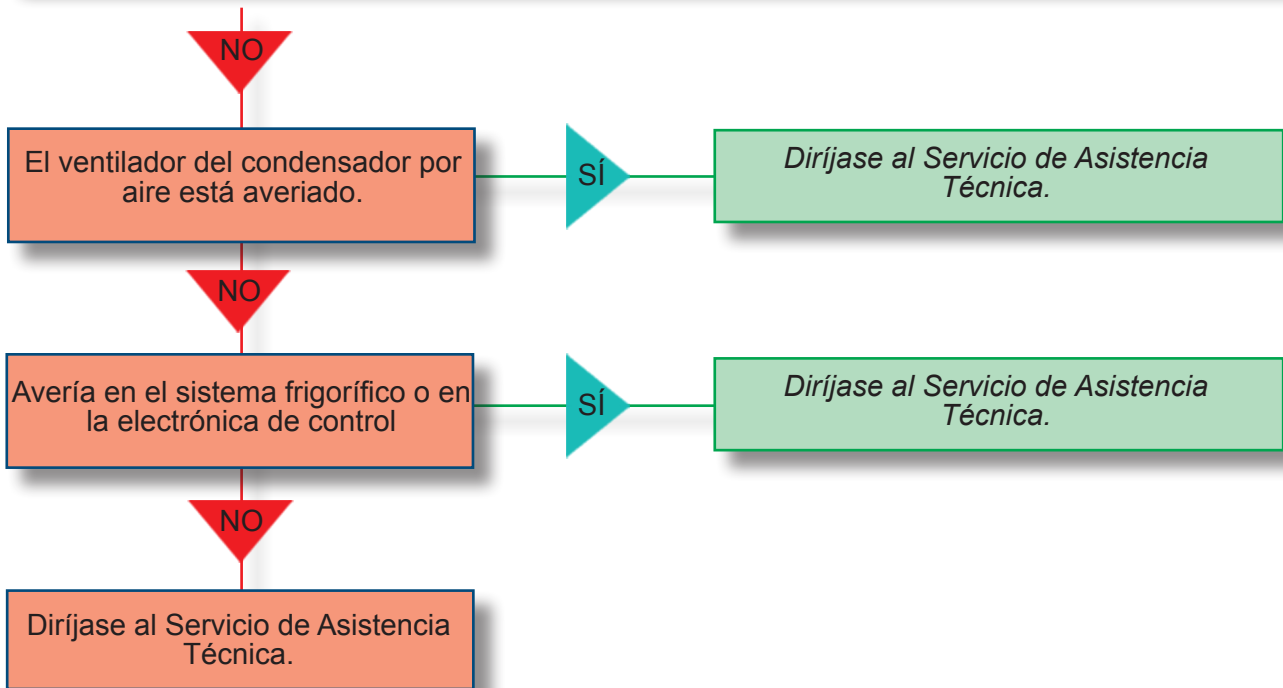 NO
El ventilador del condensador por
aire está averiado.
SÍ
Diríjase al Servicio de Asistencia
Técnica.
NO
Avería en el sistema frigorífico o en
la electrónica de control
SÍ
Diríjase al Servicio de Asistencia
Técnica.
NO
Diríjase al Servicio de Asistencia
Técnica.